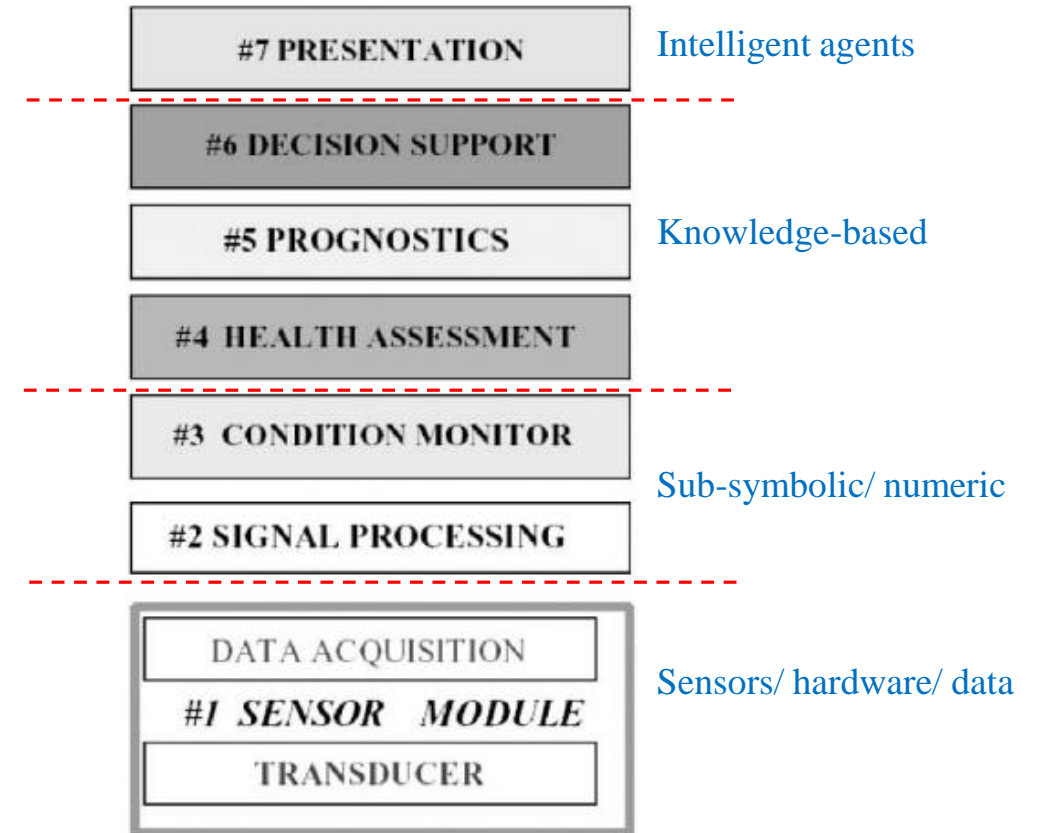 #7 PRESENTATION
Intelligent agents
#6 DECISION SUPPORT
#5 PROGNOSTICS
Knowledge-based
#4 HEALTH ASSESSMENT
#3 CONDITION MONITOR
Sub-symbolic/ numeric
#2 SIGNAL PROCESSING
DATA ACQUISITION
Sensors/ hardware/ data
#1 SENSOR MODULE
TRANSDUCER